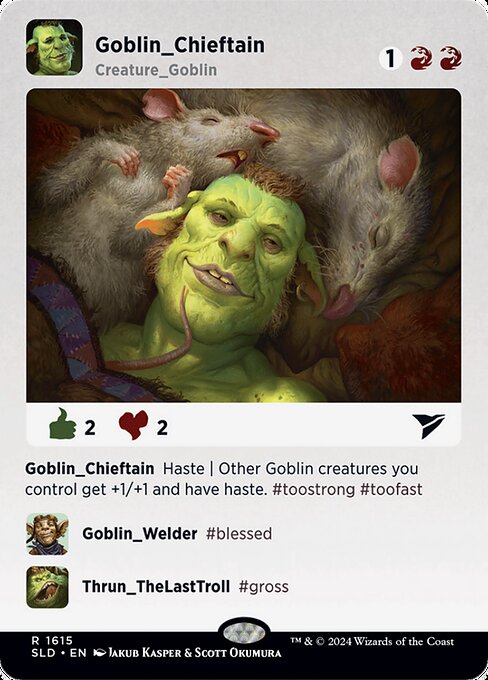 Goblin_Chieftain
Creature_Goblin
1
2 2
Goblin_Chieftain Haste | Other Goblin creatures you
control get +1/+1 and have haste. #toostrong #toofast
Goblin_Welder #blessed
Thrun_TheLastTroll #gross
R 1615
SLD • EN Jakub Kasper & Scott Okumura
™ & © 2024 Wizards of the Coast